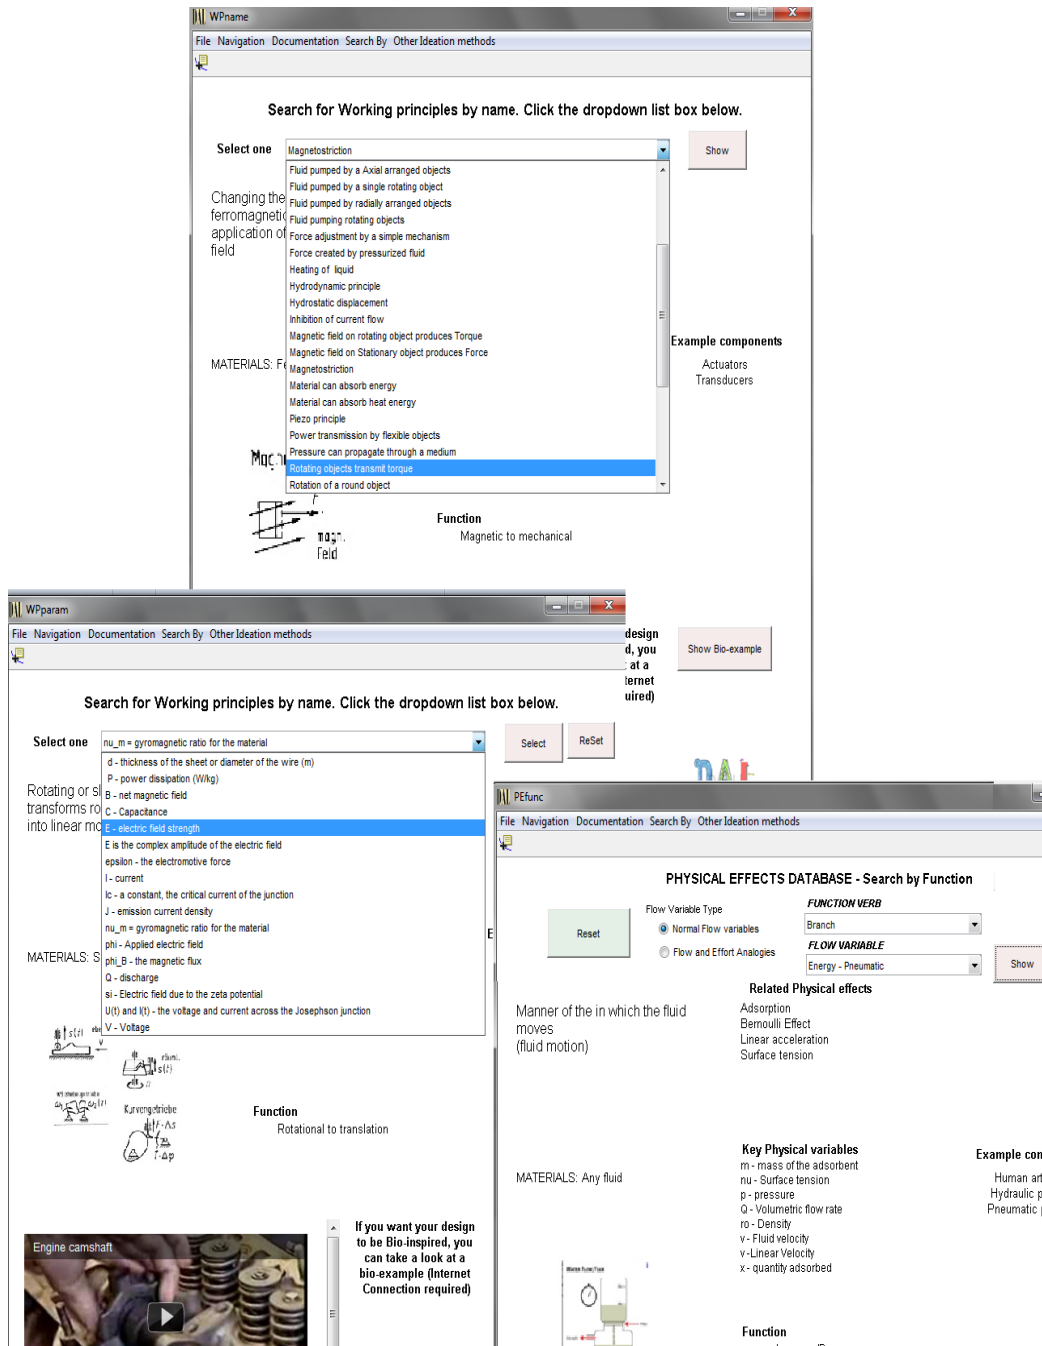 WPname
File Navigation Documentation Search By Other Ideation methods
Search for Working principles by name. Click the dropdown list box below.
Select one
Magnetostriction
Show
Fluid pumped by a Axial arranged objects
Fluid pumped by a single rotating object
Fluid pumped by radially arranged objects
Fluid pumping rotating objects
Force adjustment by a simple mechanism
Force created by pressurized fluid
Heating of liquid
Hydrodynamic principle
Hydrostatic displacement
Inhibition of current flow
Magnetic field on rotating object produces Torque
Magnetic field on Stationary object produces Force
Magnetostriction
Material can absorb energy
Material can absorb heat energy
Piezo principle
Power transmission by flexible objects
Pressure can propagate through a medium
Rotating objects transmit torque
Rotation of a round object
Changing the
ferromagnetic
application of
field
MATERIALS: Fe
Example components
Actuators
Transducers
magn.
Feld
Function
Magnetic to mechanical
design
d, you
at a
ternet
uired)
Show Bio-example
WPparam
File Navigation Documentation Search By Other Ideation methods
Search for Working principles by name. Click the dropdown list box below.
Select one
nu_m = gyromagnetic ratio for the material
Select
ReSet
d - thickness of the sheet or diameter of the wire (m)
P - power dissipation (W/kg)
B - net magnetic field
C - Capacitance
E - electric field strength
E is the complex amplitude of the electric field
epsilon - the electromotive force
I - current
Ic - a constant, the critical current of the junction
J - emission current density
nu_m = gyromagnetic ratio for the material
phi - Applied electric field
phi_B - the magnetic flux
Q - discharge
si - Electric field due to the zeta potential
U(t) and I(t) - the voltage and current across the Josephson junction
V - Voltage
Rotating or sl
transforms ro
into linear mo
MATERIALS: S
E
s(t)
v
s(t)
Kurvengetriebe
Function
Rotational to translation
Engine camshaft
If you want your design
to be Bio-inspired, you
can take a look at a
bio-example (Internet
Connection required)
PEfunc
File Navigation Documentation Search By Other Ideation methods
PHYSICAL EFFECTS DATABASE - Search by Function
Reset
Flow Variable Type
Normal Flow variables
Flow and Effort Analogies
FUNCTION VERB
Branch
FLOW VARIABLE
Energy - Pneumatic
Show
Manner of the in which the fluid
moves
(fluid motion)
Related Physical effects
Adsorption
Bernoulli Effect
Linear acceleration
Surface tension
MATERIALS: Any fluid
Key Physical variables
m - mass of the adsorbent
nu - Surface tension
p - pressure
Q - Volumetric flow rate
ro - Density
v - Fluid velocity
v -Linear Velocity
x - quantity adsorbed
Example con
Human art
Hydraulic p
Pneumatic p
Function